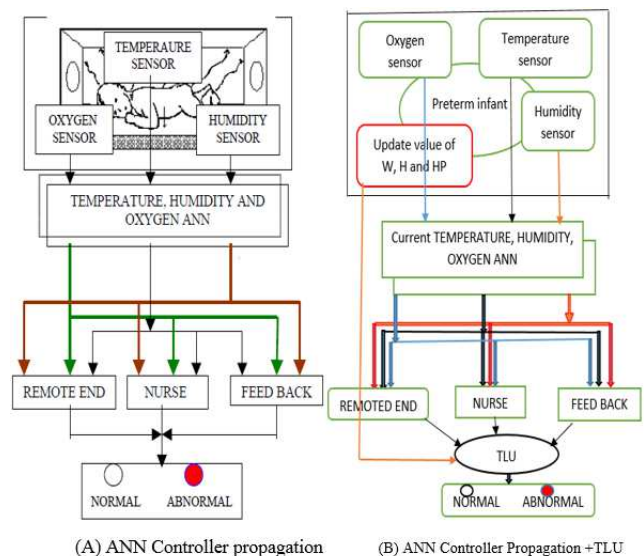 TEMPERAURE
SENSOR
OXYGEN
SENSOR
HUMIDITY
SENSOR
TEMPERATURE, HUMIDITY AND
OXYGEN ANN
REMOTE END
NURSE
FEED BACK
NORMAL
ABNORMAL
(A) ANN Controller propagation
Oxygen
sensor
Temperature
sensor
Preterm infant
Humidity
sensor
Update value of
W, H and HP
Current TEMPERATURE, HUMIDITY,
OXYGEN ANN
REMOTED END
NURSE
FEED BACK
TLU
NORMAL
ABNORMAL
(B) ANN Controller Propagation +TLU